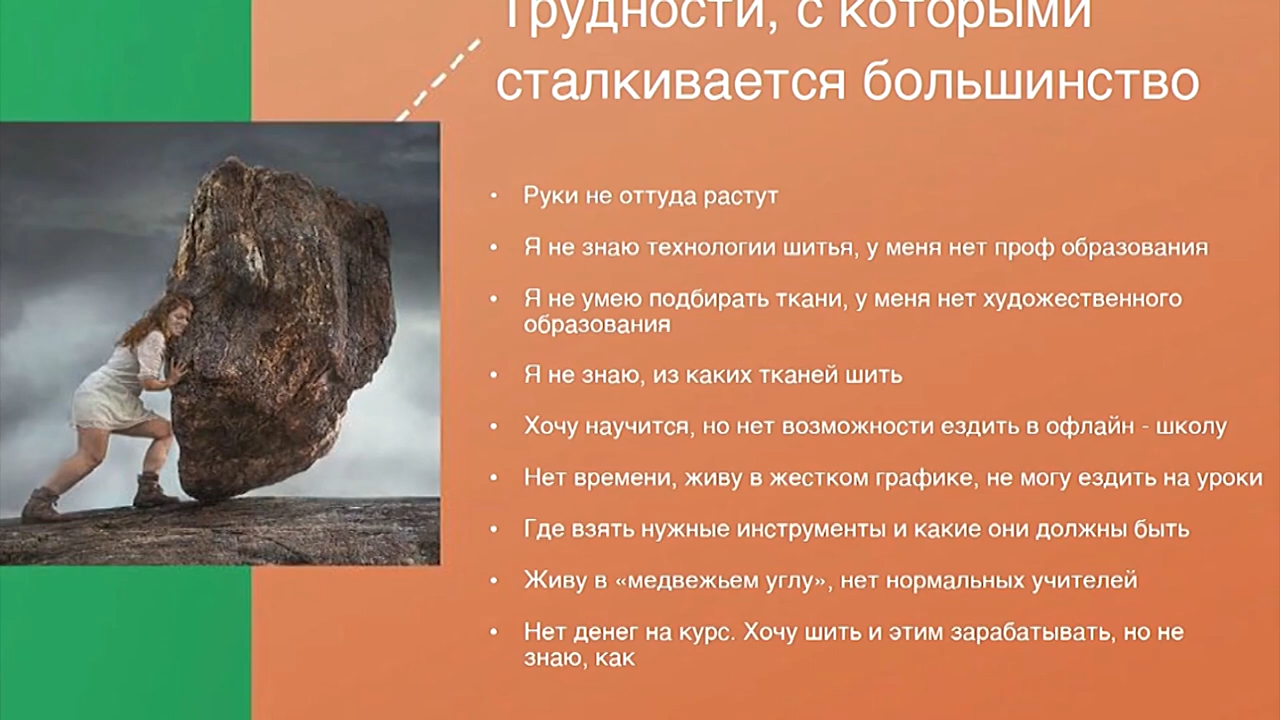 Трудности, с которыми
сталкивается большинство
• Руки не оттуда растут
• Я не знаю технологии шитья, у меня нет проф образования
• Я не умею подбирать ткани, у меня нет художественного
образования
• Я не знаю, из каких тканей шить
• Хочу научится, но нет возможности ездить в офлайн - школу
• Нет времени, живу в жестком графике, не могу ездить на уроки
• Где взять нужные инструменты и какие они должны быть
• Живу в «медвежьем углу», нет нормальных учителей
• Нет денег на курс. Хочу шить и этим зарабатывать, но не
знаю, как